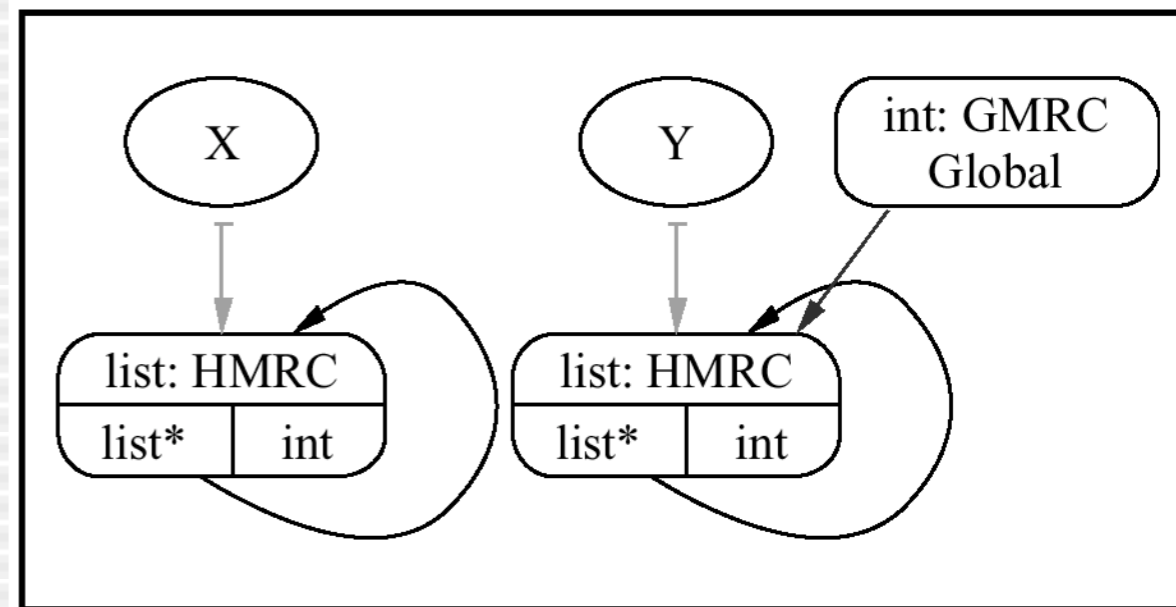 X
Y
int: GMRC
Global
list: HMRC
list*
int
list: HMRC
list*
int